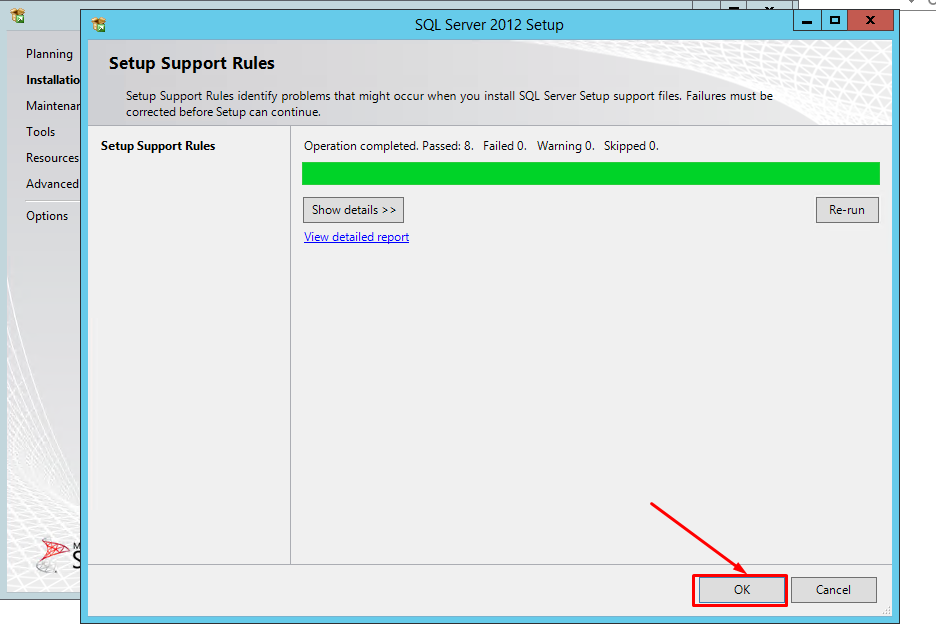 SQL Server 2012 Setup
Planning
Installatio
Maintenan
Tools
Resources
Advanced
Options
Setup Support Rules
Setup Support Rules identify problems that might occur when you install SQL Server Setup support files. Failures must be
corrected before Setup can continue.
Setup Support Rules
Operation completed. Passed: 8. Failed 0. Warning 0. Skipped 0.
Show details >>
Re-run
View detailed report
OK
Cancel